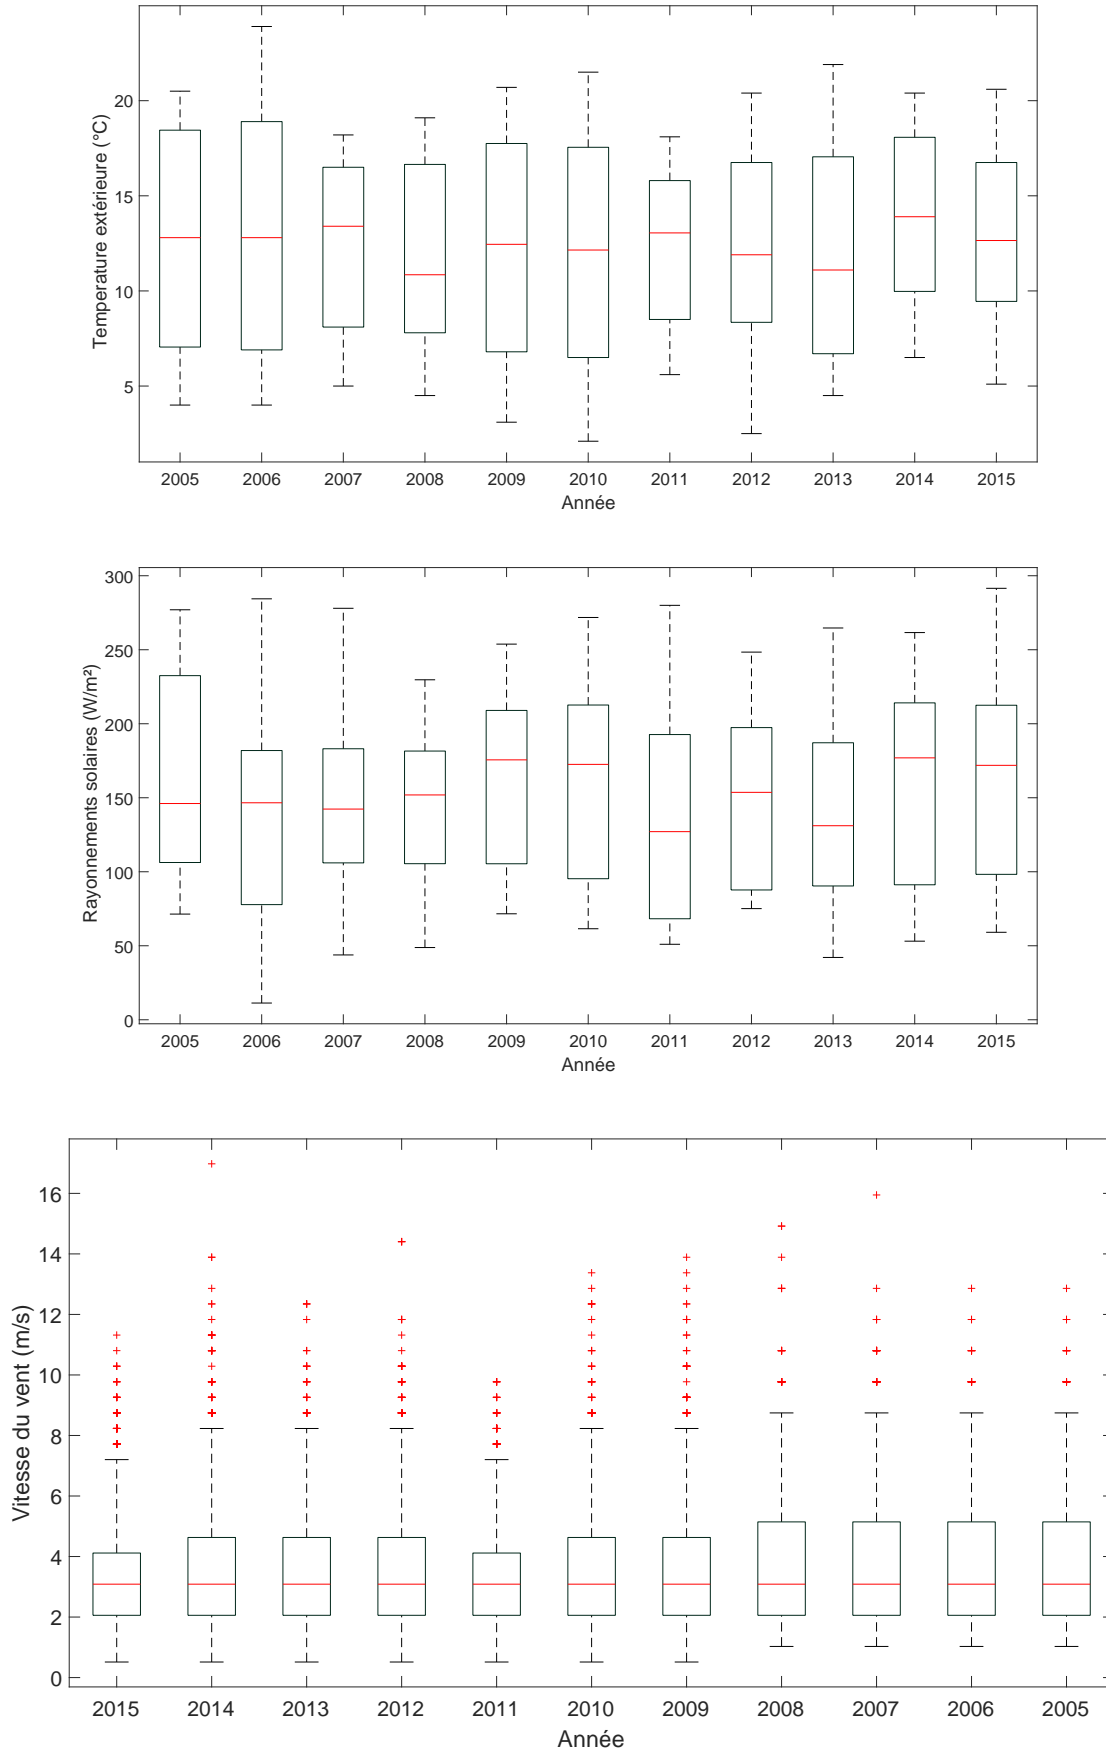 Temperature extérieure (°C)
20
15
10
5
2005 2006 2007 2008 2009 2010 2011 2012 2013 2014 2015
Année
Rayonnements solaires (W/m²)
300
250
200
150
100
50
0
2005 2006 2007 2008 2009 2010 2011 2012 2013 2014 2015
Année
Vitesse du vent (m/s)
16
14
12
10
8
6
4
2
0
2015 2014 2013 2012 2011 2010 2009 2008 2007 2006 2005
Année